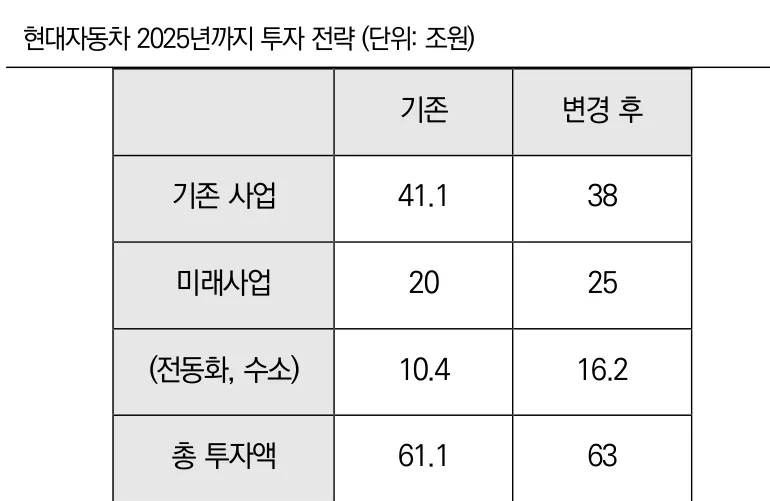 현대자동차 2025년까지 투자 전략 (단위: 조원)
기존 변경 후
기존 사업 41.1 38
미래사업 20 25
(전동화, 수소) 10.4 16.2
총 투자액 61.1 63